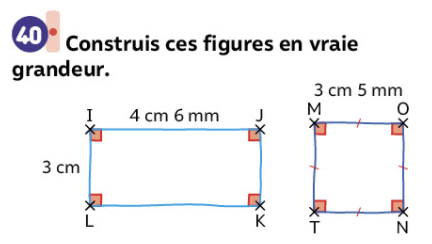 40 Construis ces figures en vraie
grandeur.
3 cm 5 mm
I 4 cm 6 mm J
M O
3 cm
L K
T N